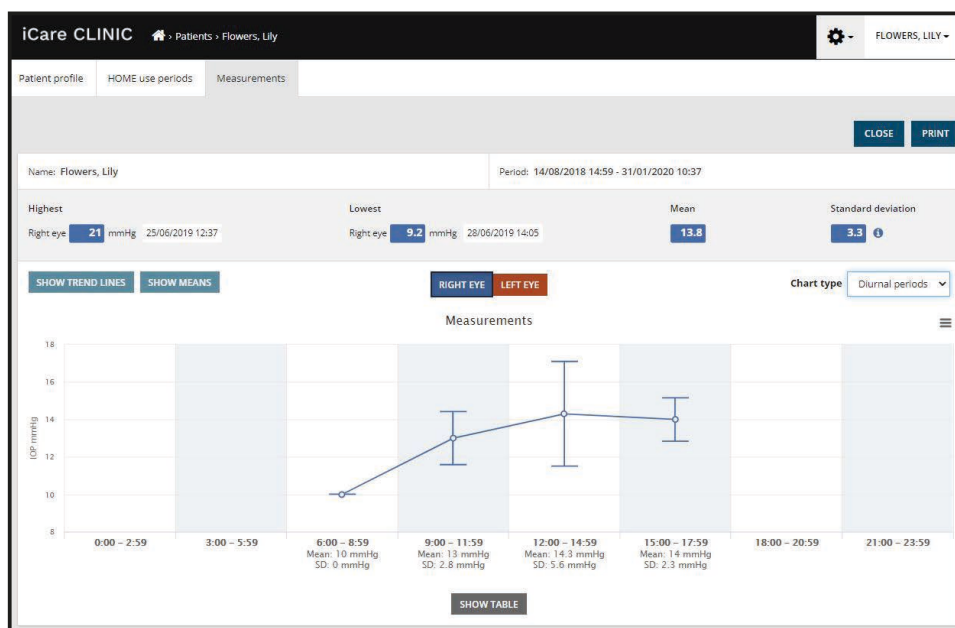 iCare CLINIC › Patients › Flowers, Lily FLOWERS, LILY
Patient profile HOME use periods Measurements
CLOSE PRINT
Name: Flowers, Lily Period: 14/08/2018 14:59 - 31/01/2020 10:37
Highest Lowest Mean Standard deviation
Right eye 21 mmHg 25/06/2019 12:37 Right eye 9.2 mmHg 28/06/2019 14:05 13.8 3.3 i
SHOW TREND LINES SHOW MEANS RIGHT EYE LEFT EYE Chart type Diurnal periods
Measurements
18
16
14
12
10
8
IOP mmHg
0:00 – 2:59 3:00 – 5:59 6:00 – 8:59 9:00 – 11:59 12:00 – 14:59 15:00 – 17:59 18:00 – 20:59 21:00 – 23:59
Mean: 10 mmHg Mean: 13 mmHg Mean: 14.3 mmHg Mean: 14 mmHg
SD: 0 mmHg SD: 2.8 mmHg SD: 5.6 mmHg SD: 2.3 mmHg
SHOW TABLE